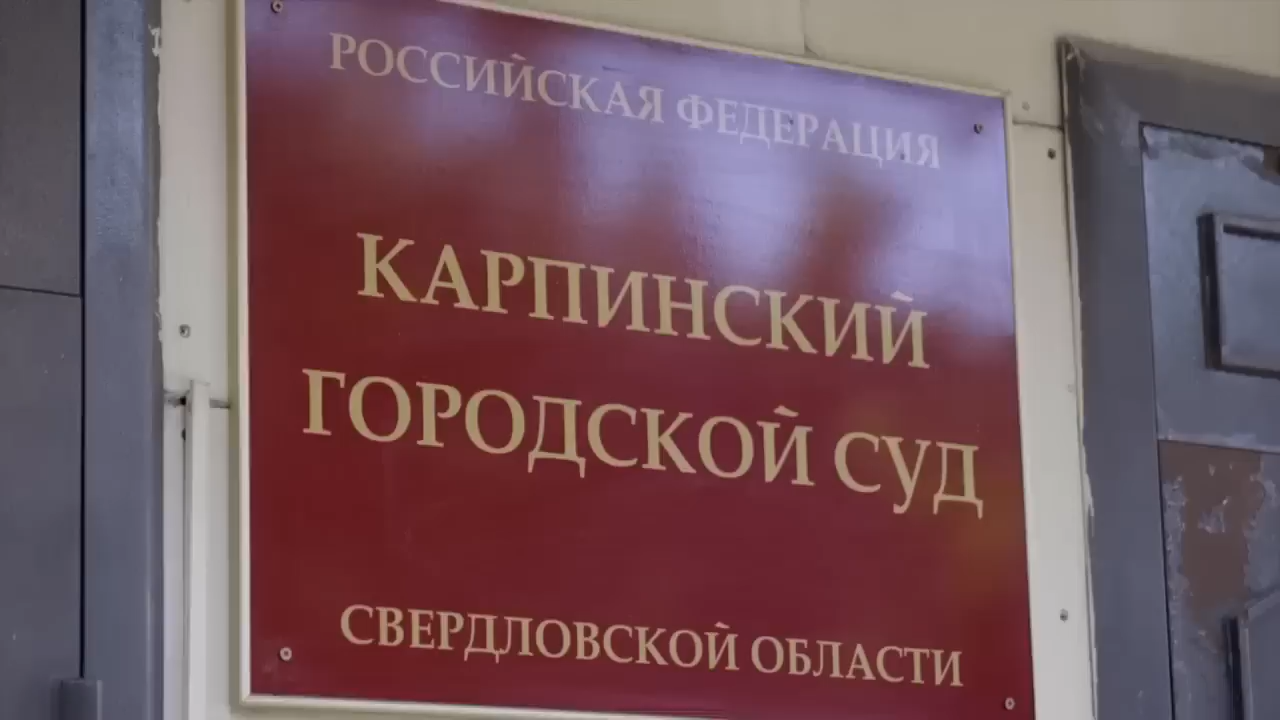 РОССИЙСКАЯ ФЕДЕРАЦИЯ
КАРПИНСКИЙ
ГОРОДСКОЙ СУД
СВЕРДЛОВСКОЙ ОБЛАСТИ